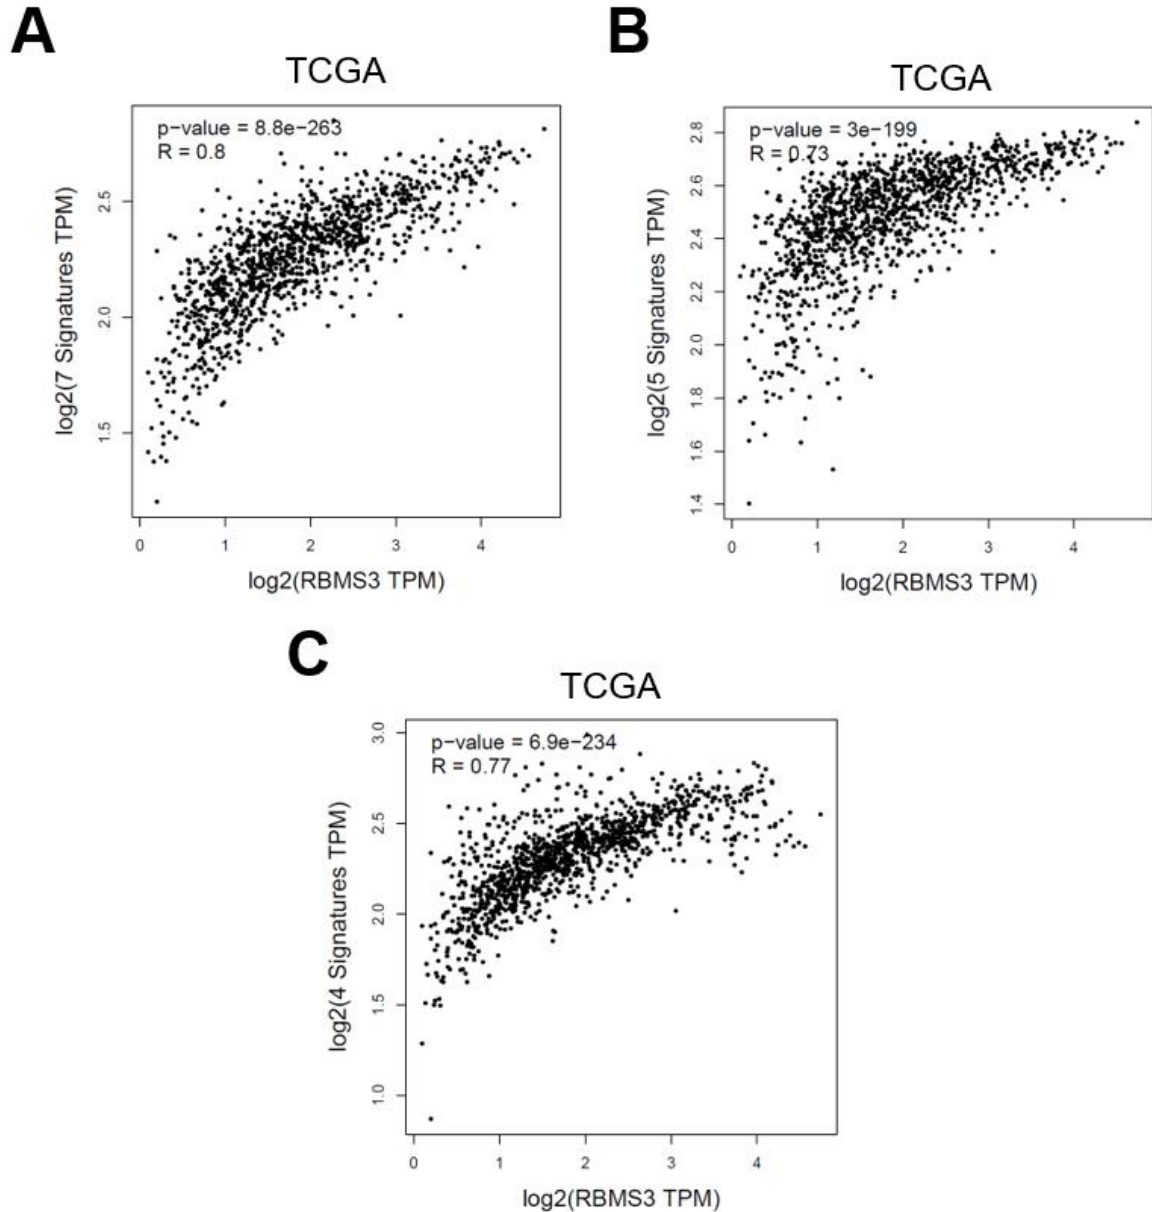 A
TCGA
p-value = 8.8e-263
R = 0.8
log2(7 Signatures TPM)
2.5
2.0
1.5
0 1 2 3 4
log2(RBMS3 TPM)
B
TCGA
p-value = 3e-199
R = 0.73
log2(5 Signatures TPM)
2.8
2.6
2.4
2.2
2.0
1.8
1.6
1.4
0 1 2 3 4
log2(RBMS3 TPM)
C
TCGA
p-value = 6.9e-234
R = 0.77
log2(4 Signatures TPM)
3.0
2.5
2.0
1.5
1.0
0 1 2 3 4
log2(RBMS3 TPM)